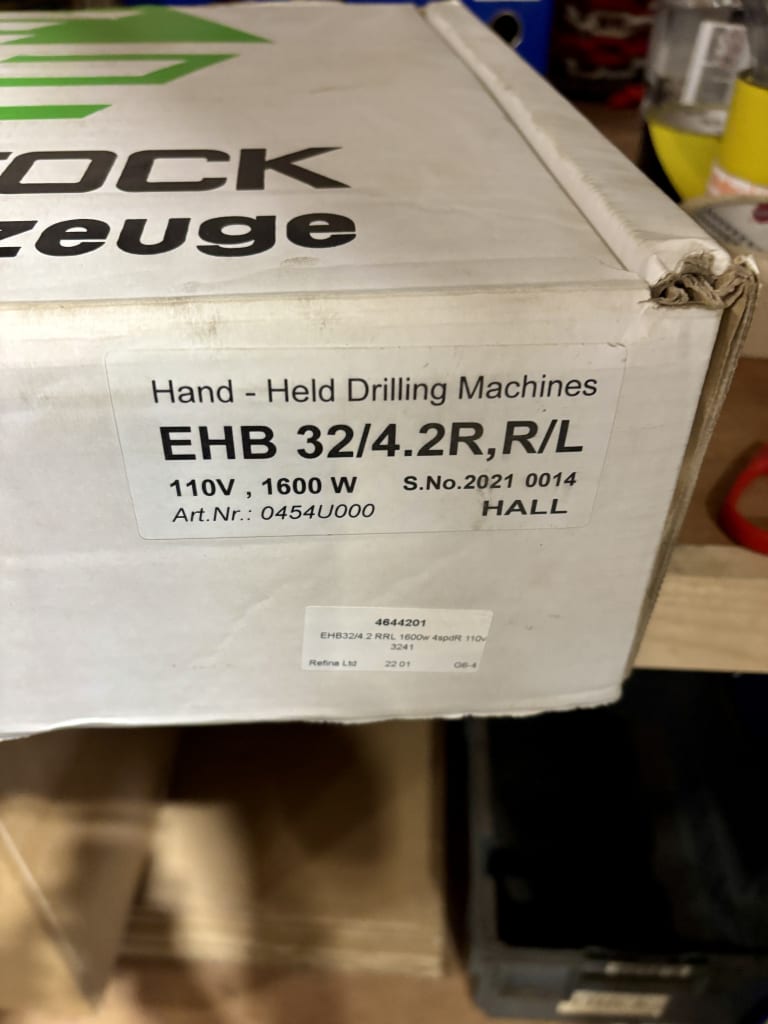 TOCK
zeuge
Hand - Held Drilling Machines
EHB 32/4.2R,R/L
110V , 1600 W S.No.2021 0014
Art.Nr.: 0454U000 HALL
4644201
EHB32/4.2 RRL 1600w 4spdR 110v
3241
Refina Ltd 22 01 G6-4